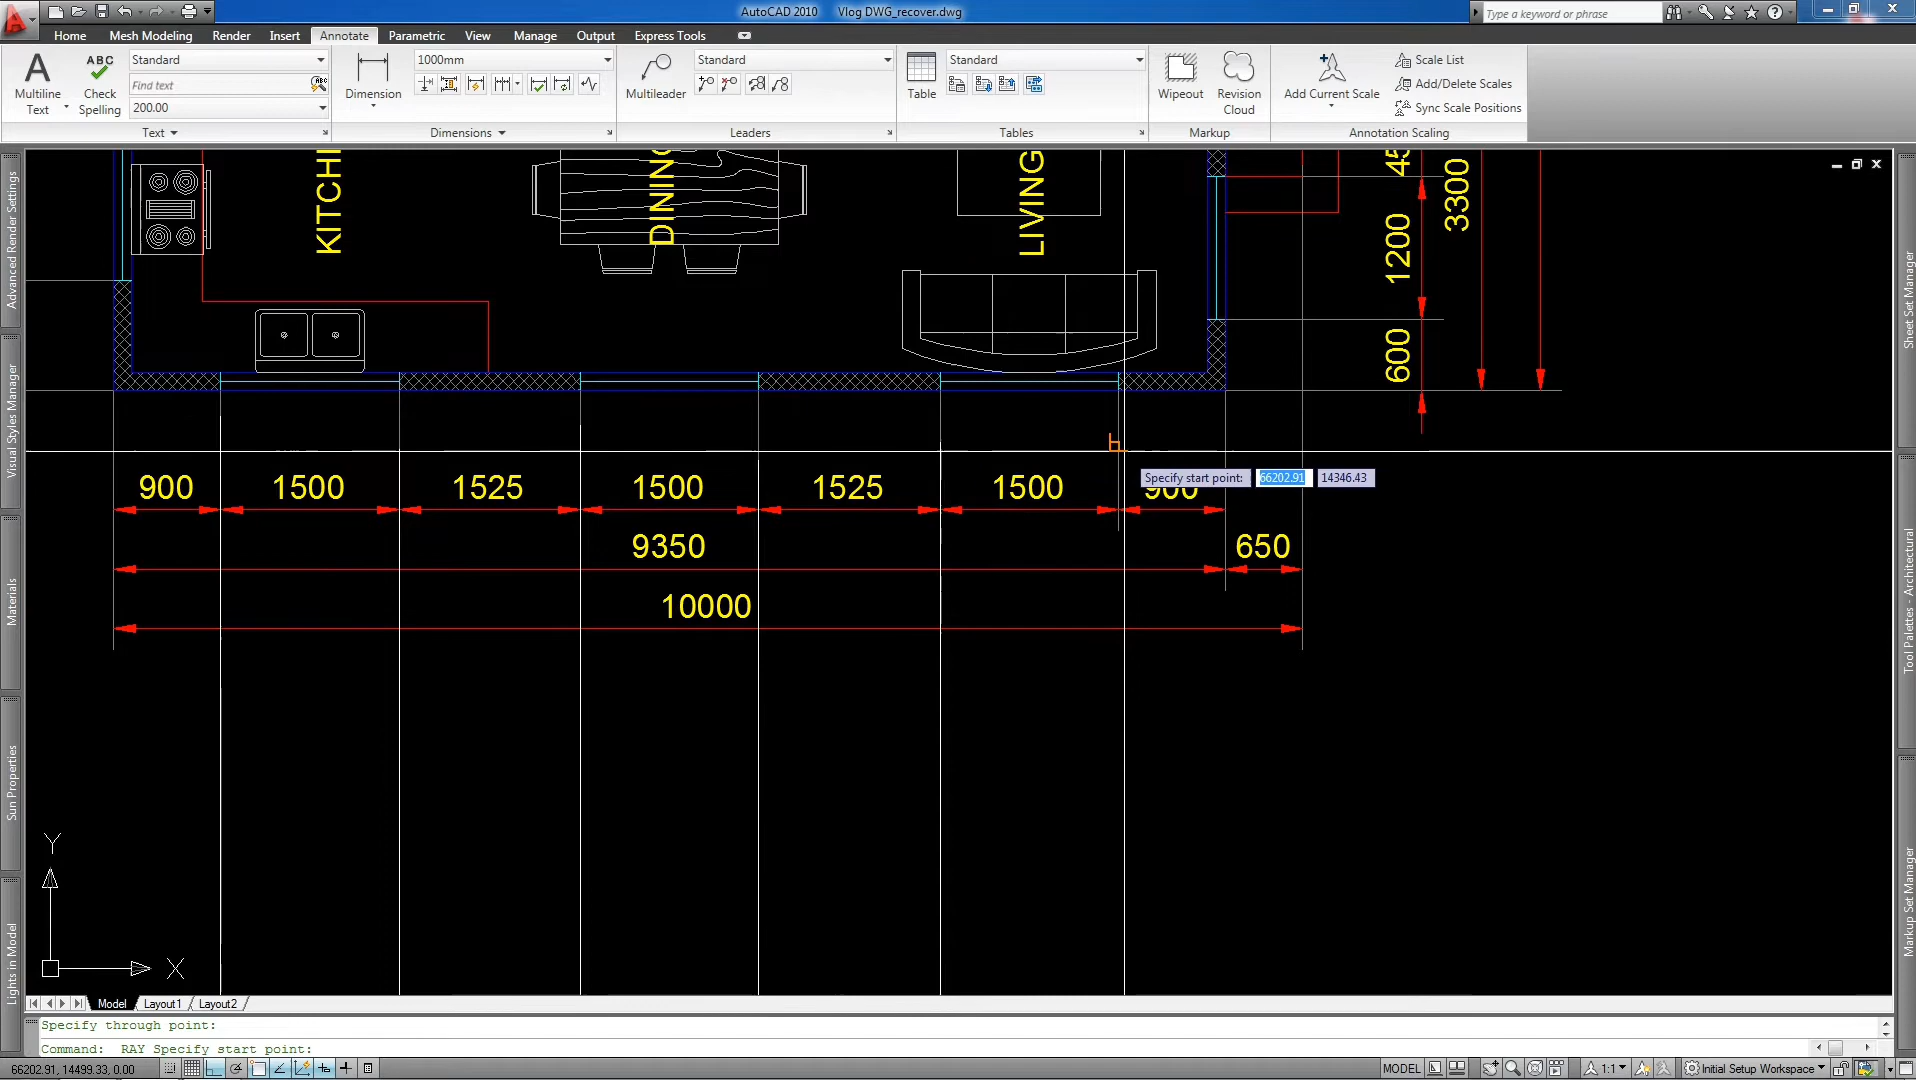 AutoCAD 2010 Vlog DWG_recover.dwg
Type a keyword or phrase
Home Mesh Modeling Render Insert Annotate Parametric View Manage Output Express Tools
Multiline Text
ABC
Check Spelling
Standard
Find text
ABC
200.00
Text
Dimension
1000mm
Dimensions
Multileader
Standard
Leaders
Table
Standard
Tables
Wipeout
Revision Cloud
Markup
Add Current Scale
Scale List
Add/Delete Scales
Sync Scale Positions
Annotation Scaling
Advanced Render Settings
Visual Styles Manager
Materials
Sun Properties
Lights in Model
Sheet Set Manager
Tool Palettes - Architectural
Markup Set Manager
KITCHI
DINING
LIVING
45
3300
1200
600
Specify start point: 66202.91 14346.43
900 1500 1525 1500 1525 1500 900
9350 650
10000
Y
X
Model Layout1 Layout2
Specify through point:
Command: RAY Specify start point:
66202.91, 14499.33, 0.00
MODEL
1:1
Initial Setup Workspace